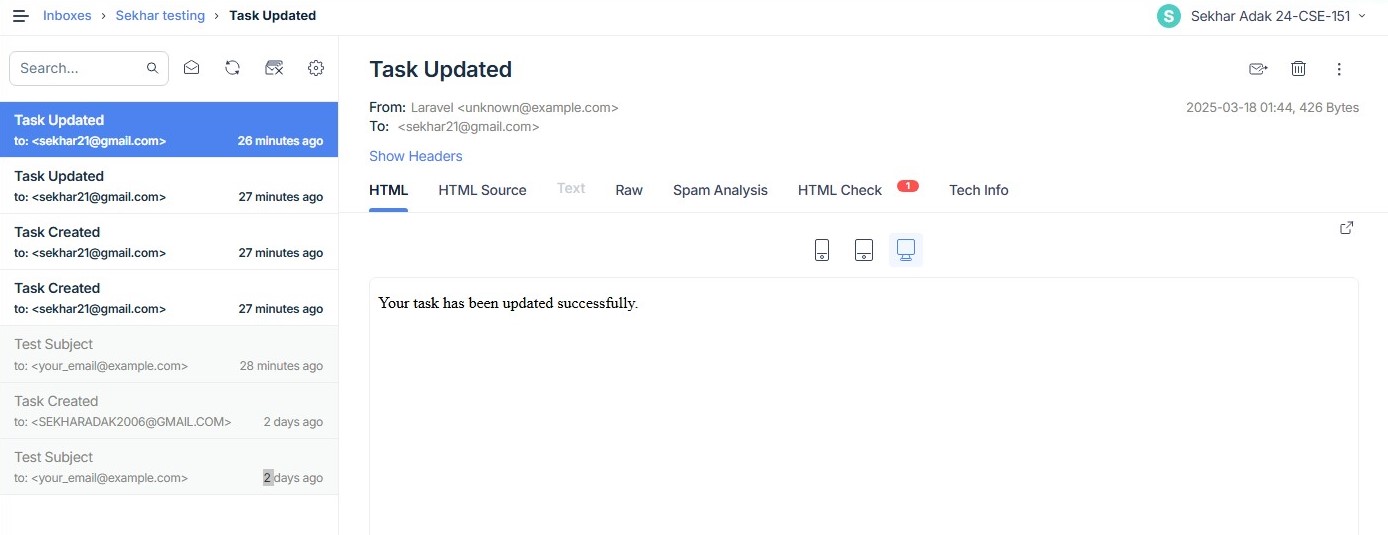 Inboxes › Sekhar testing › Task Updated
S Sekhar Adak 24-CSE-151
Search...
Task Updated
to: <sekhar21@gmail.com> 26 minutes ago
Task Updated
to: <sekhar21@gmail.com> 27 minutes ago
Task Created
to: <sekhar21@gmail.com> 27 minutes ago
Task Created
to: <sekhar21@gmail.com> 27 minutes ago
Test Subject
to: <your_email@example.com> 28 minutes ago
Task Created
to: <SEKHARADAK2006@GMAIL.COM> 2 days ago
Test Subject
to: <your_email@example.com> 2 days ago
Task Updated
From: Laravel <unknown@example.com> 2025-03-18 01:44, 426 Bytes
To: <sekhar21@gmail.com>
Show Headers
HTML HTML Source Text Raw Spam Analysis HTML Check 1 Tech Info
Your task has been updated successfully.